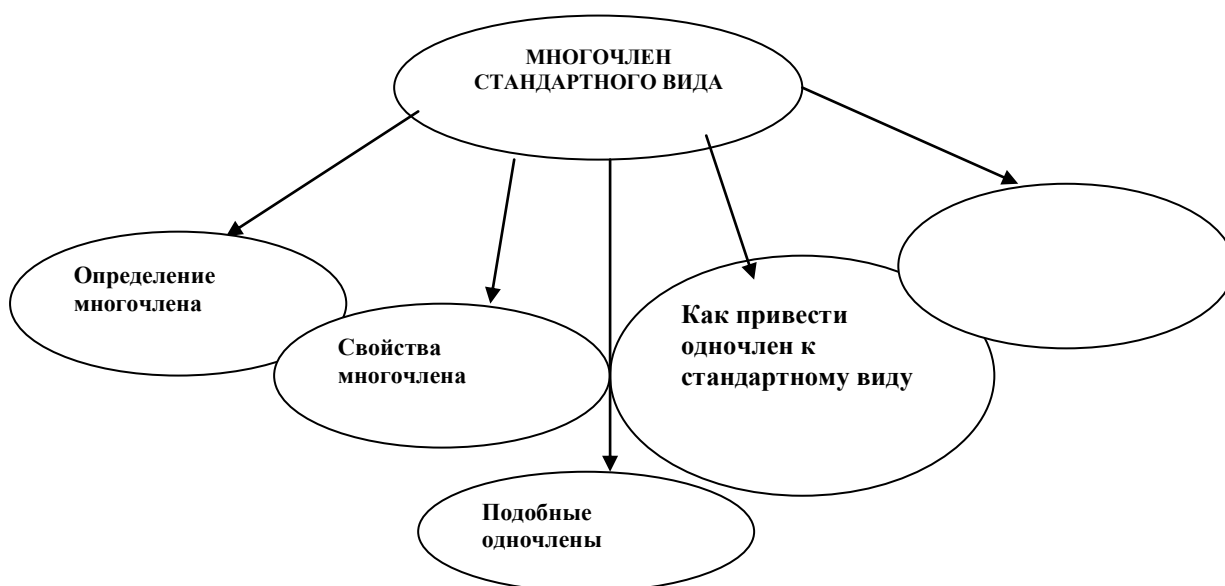 МНОГОЧЛЕН
СТАНДАРТНОГО ВИДА
Определение
многочлена
Свойства
многочлена
Как привести
одночлен к
стандартному виду
Подобные
одночлены